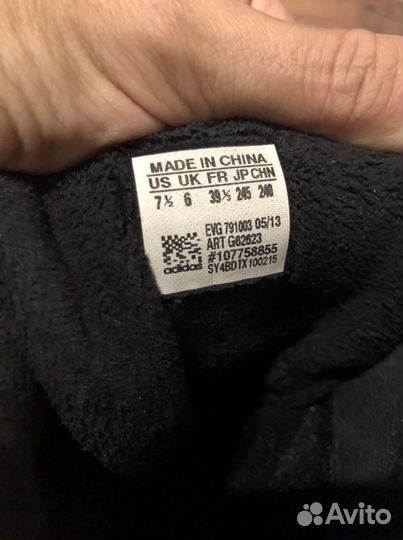 MADE IN CHINA
US UK FR JP CHN
7½ 6 39⅓ 245 240
EVG 791003 05/13
ART G62623
#107758855
SY4BDTX100215
adidas
Avito